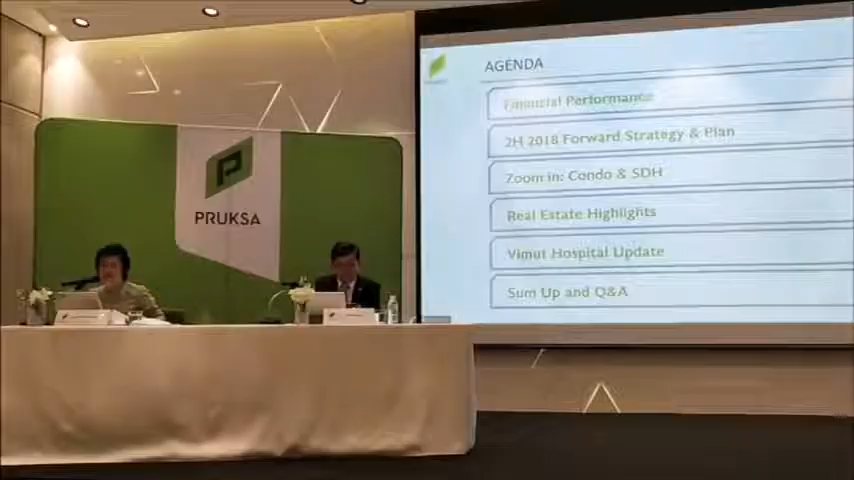 PRUKSA
AGENDA
Financial Performance
2H 2018 Forward Strategy & Plan
Zoom in: Condo & SDH
Real Estate Highlights
Vimut Hospital Update
Sum Up and Q&A